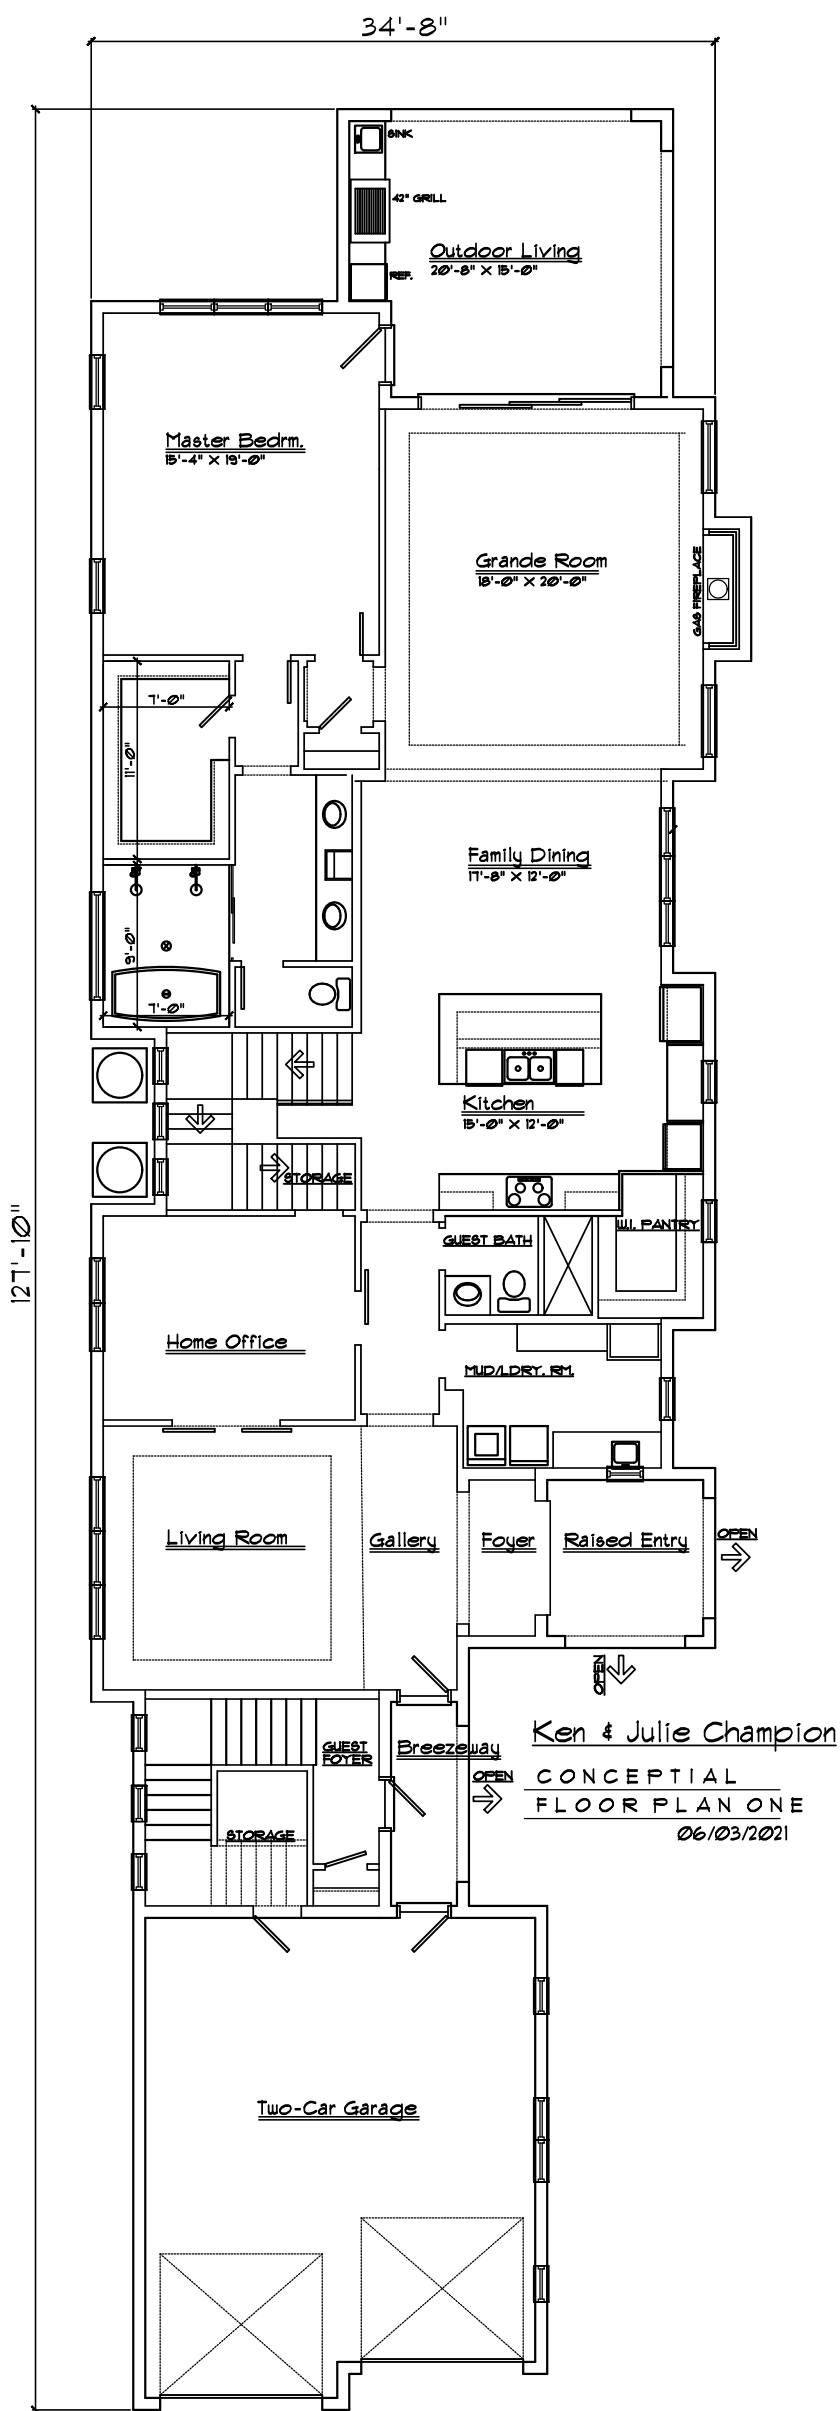 34'-8"
SINK
42" GRILL
Outdoor Living
20'-8" X 15'-0"
REF.
Master Bedrm.
15'-4" X 19'-0"
Grande Room
18'-0" X 20'-0"
GAS FIREPLACE
7'-0"
11'-0"
Family Dining
17'-8" X 12'-0"
9'-0"
7'-0"
Kitchen
15'-0" X 12'-0"
STORAGE
127'-10"
GUEST BATH
W.I. PANTRY
Home Office
MUD/LDRY. RM.
Living Room
Gallery
Foyer
Raised Entry
OPEN
OPEN
Ken & Julie Champion
GUEST
FOYER
Breezeway
OPEN
CONCEPTIAL
FLOOR PLAN ONE
06/03/2021
STORAGE
Two-Car Garage